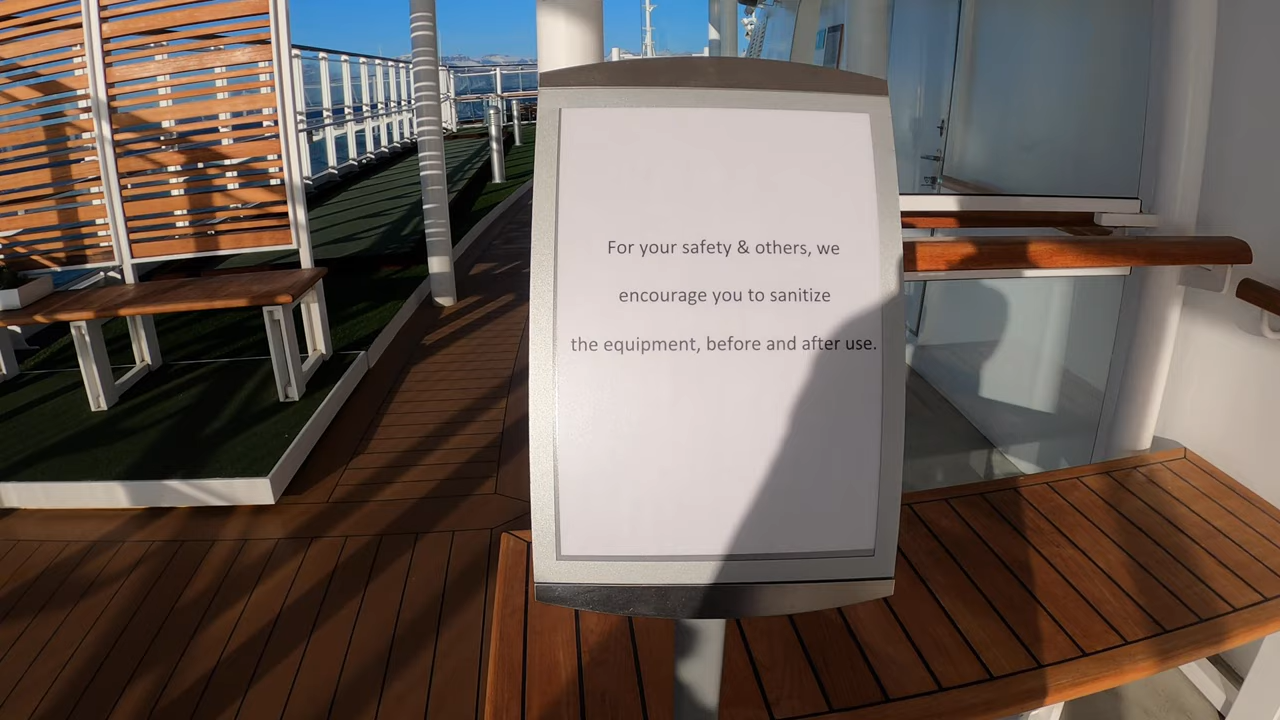 For your safety & others, we
encourage you to sanitize
the equipment, before and after use.